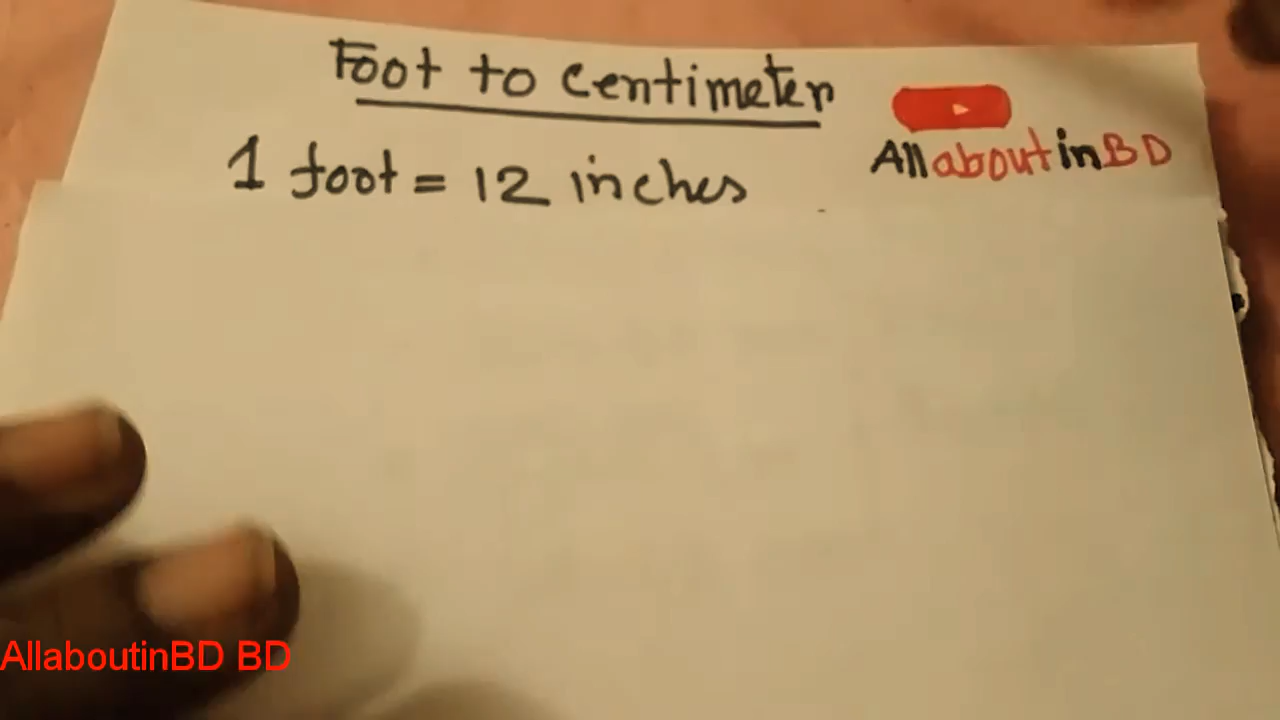 Foot to Centimeter
AllaboutinBD
1 foot = 12 inches
AllaboutinBD BD